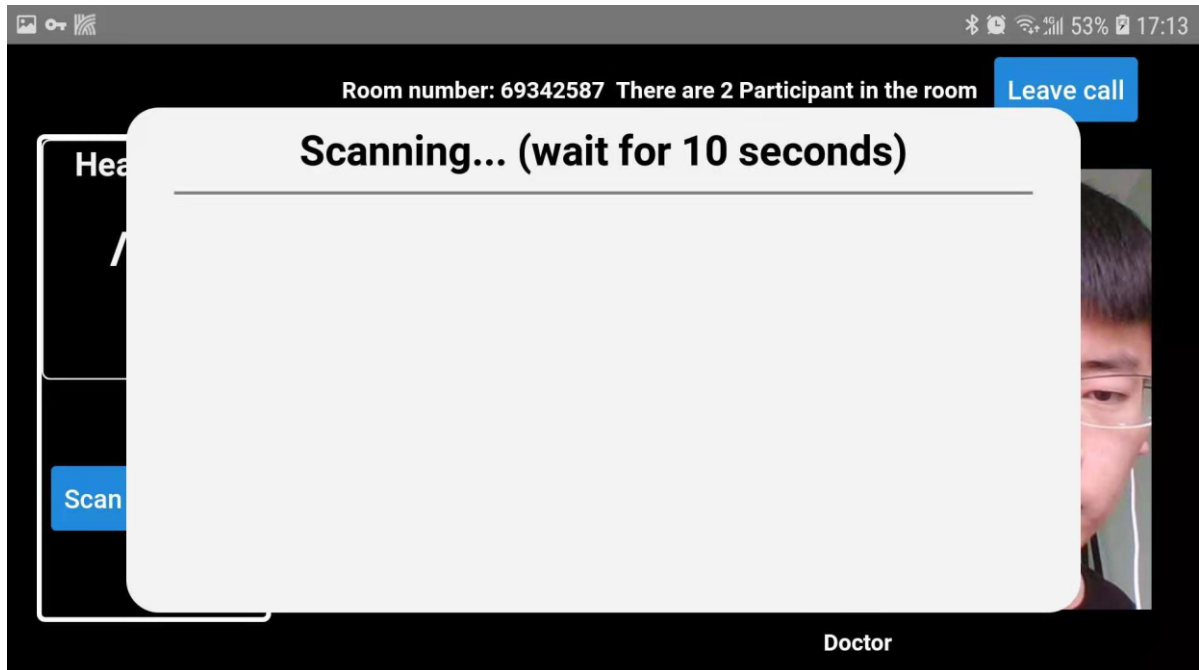 4G 53% 17:13
Room number: 69342587 There are 2 Participant in the room Leave call
Scanning... (wait for 10 seconds)
Hea
/
Scan
Doctor